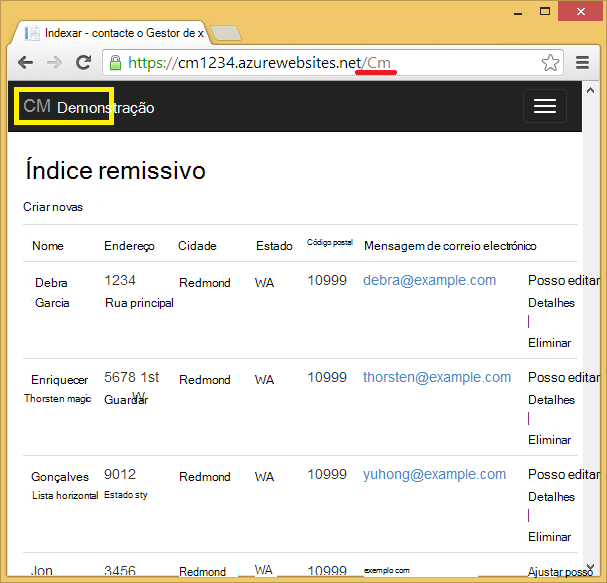 Indexar - contacte o Gestor de x
https://cm1234.azurewebsites.net/Cm
CM Demonstração
Índice remissivo
Criar novas
Nome Endereço Cidade Estado Código postal Mensagem de correio electrónico
Debra 1234 Redmond WA 10999 debra@example.com Posso editar
Garcia Rua principal Detalhes
|
Eliminar
Enriquecer 5678 1st Redmond WA 10999 thorsten@example.com Posso editar
Thorsten magic Guardar W Detalhes
|
Eliminar
Gonçalves 9012 Redmond WA 10999 yuhong@example.com Posso editar
Lista horizontal Estado sty Detalhes
|
Eliminar
Jon 3456 Redmond WA 10999 exemplo com Ajustar posso